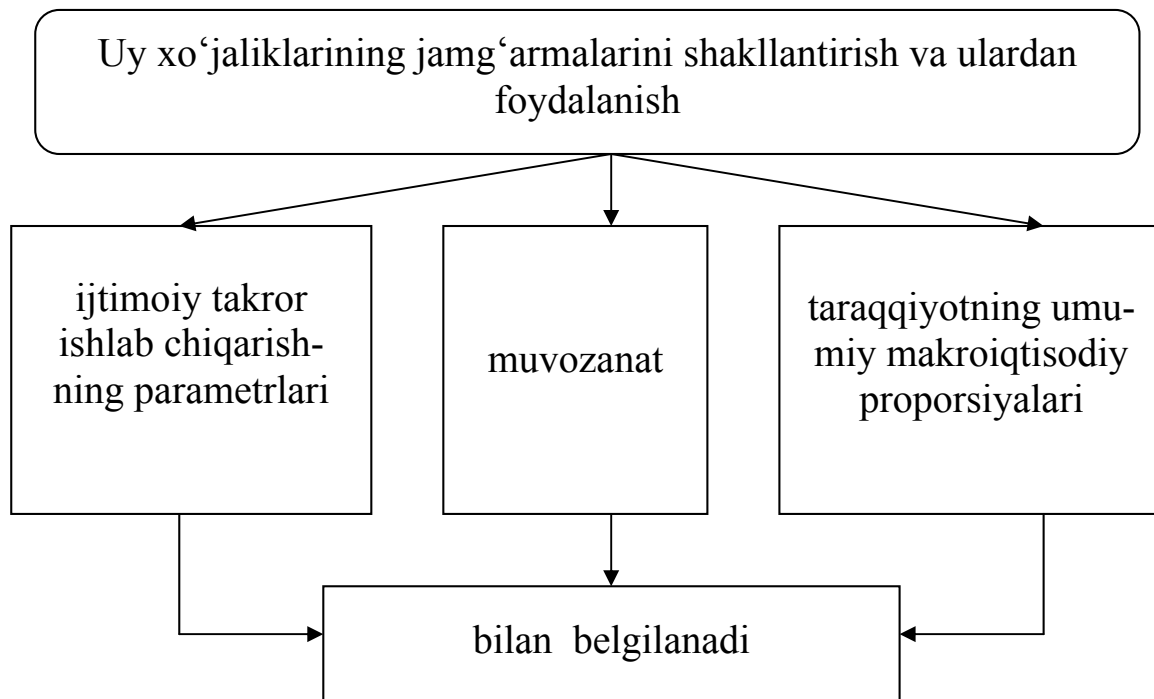 Uy xo‘jaliklarining jamg‘armalarini shakllantirish va ulardan
foydalanish
ijtimoiy takror
ishlab chiqarish-
ning parametrlari
muvozanat
taraqqiyotning umu-
miy makroiqtisodiy
proporsiyalari
bilan belgilanadi